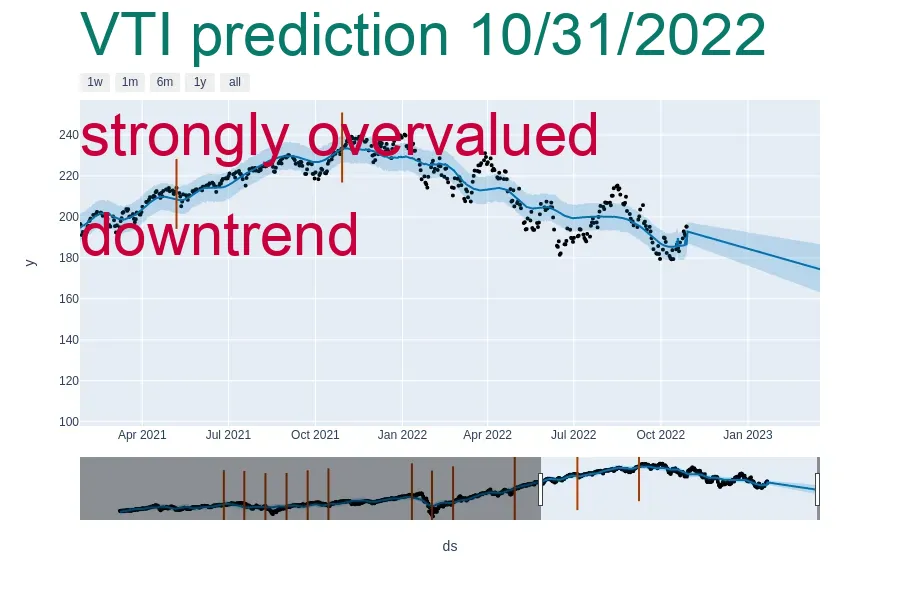 VTI prediction 10/31/2022
1w 1m 6m 1y all
strongly overvalued
downtrend
y
240
220
200
180
160
140
120
100
Apr 2021 Jul 2021 Oct 2021 Jan 2022 Apr 2022 Jul 2022 Oct 2022 Jan 2023
ds